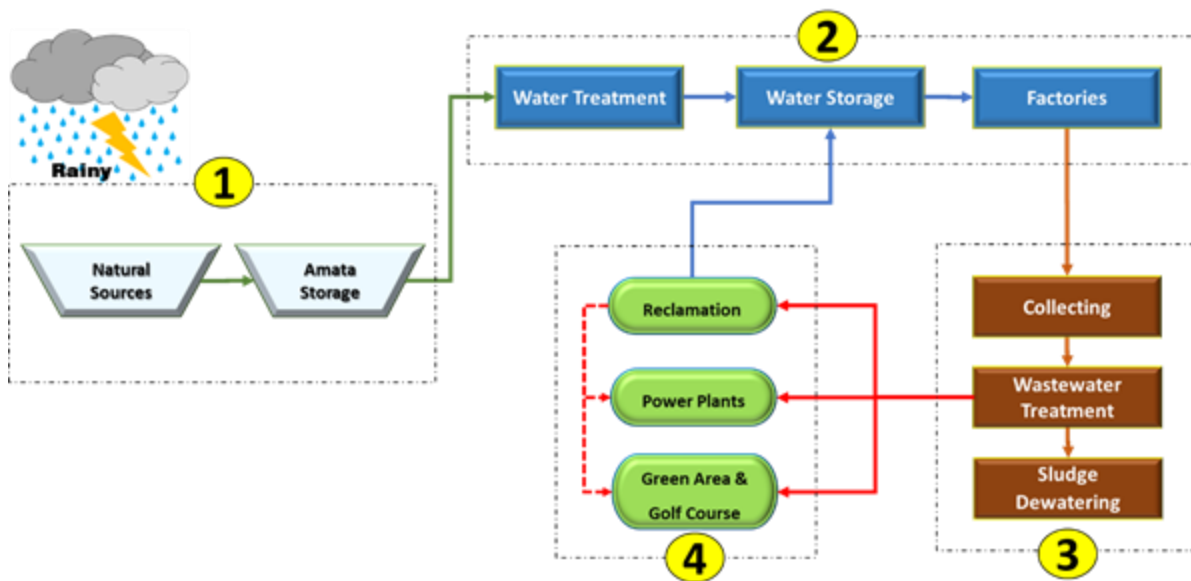 2
Water Treatment
Water Storage
Factories
Rainy
1
Natural
Sources
Amata
Storage
Reclamation
Power Plants
Green Area &
Golf Course
4
Collecting
Wastewater
Treatment
Sludge
Dewatering
3